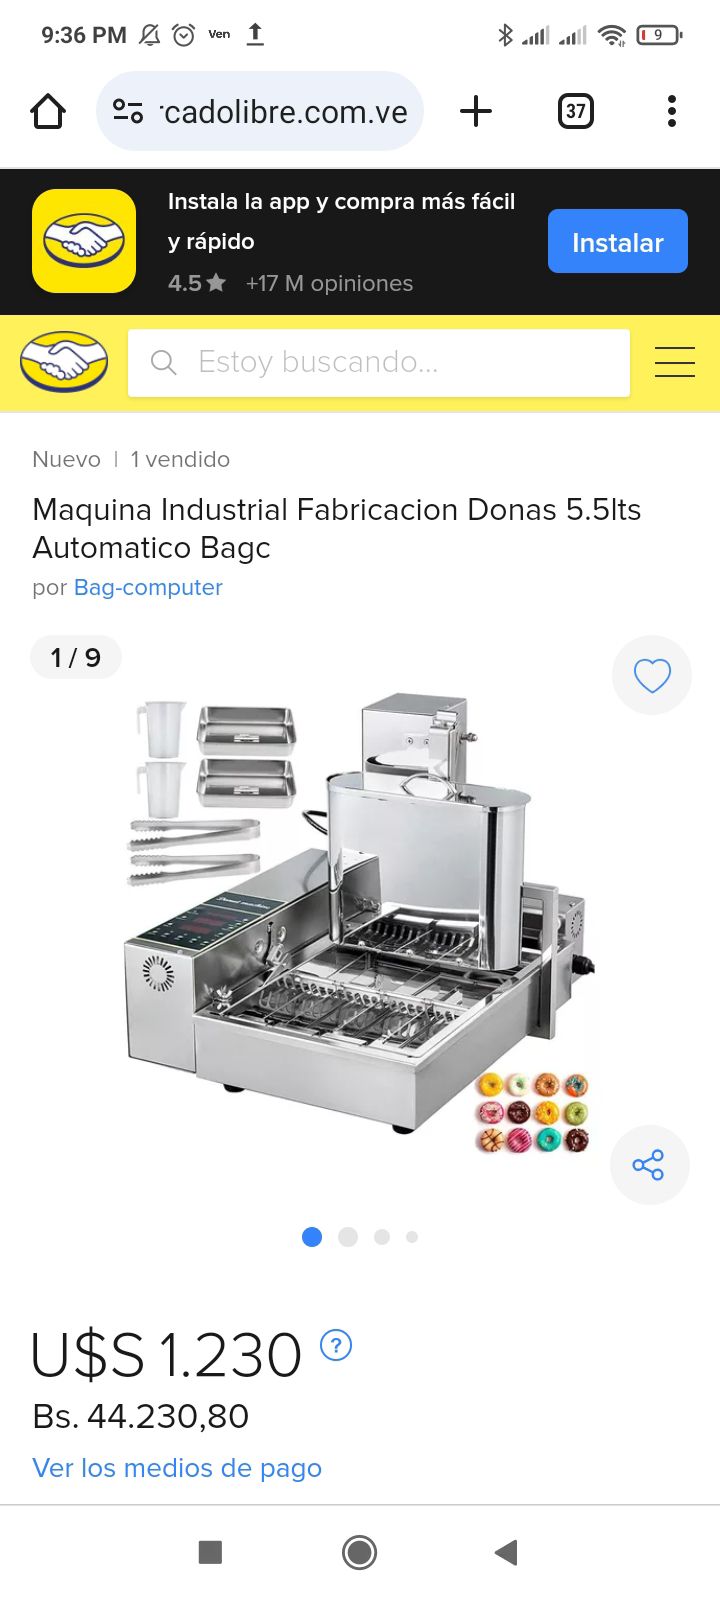 9:36 PM Ven 9
cadolibre.com.ve 37
Instala la app y compra más fácil
y rápido
Instalar
4.5 +17 M opiniones
Estoy buscando...
Nuevo | 1 vendido
Maquina Industrial Fabricacion Donas 5.5lts
Automatico Bagc
por Bag-computer
1 / 9
Donut machine
U$S 1.230 ?
Bs. 44.230,80
Ver los medios de pago